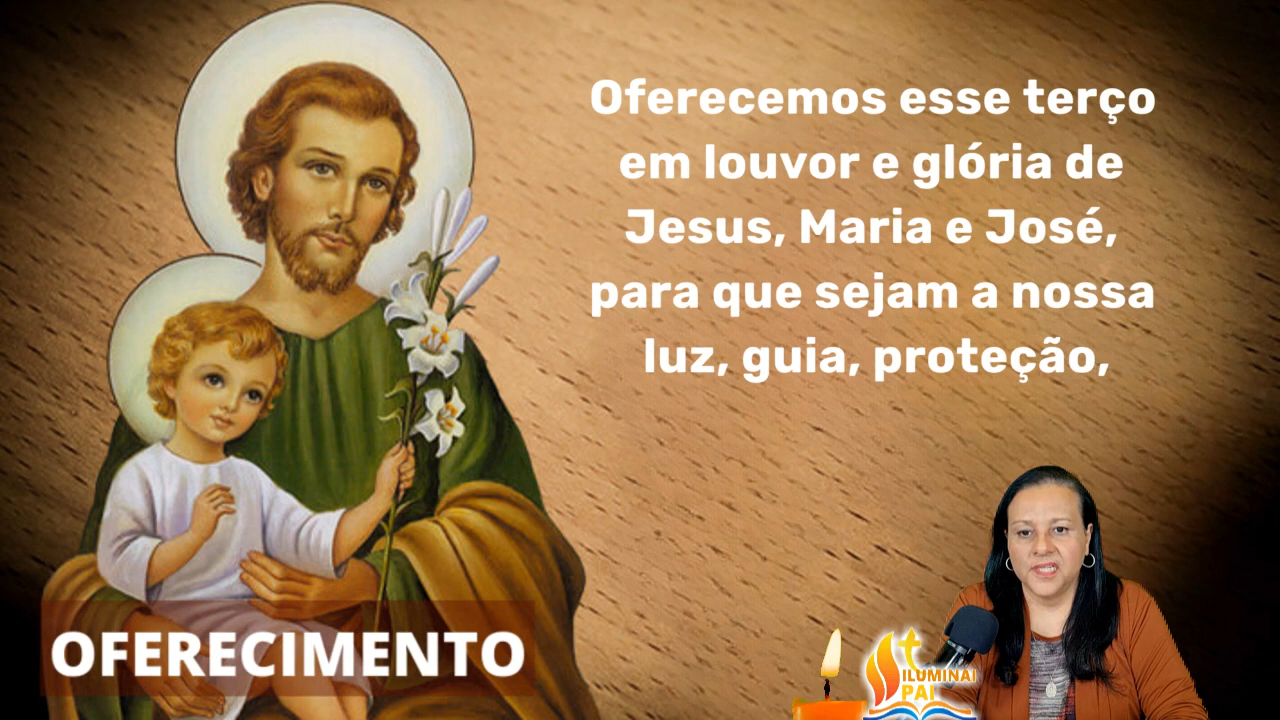 Oferecemos esse terço
em louvor e glória de
Jesus, Maria e José,
para que sejam a nossa
luz, guia, proteção,
OFERECIMENTO
ILUMINAI
PAI